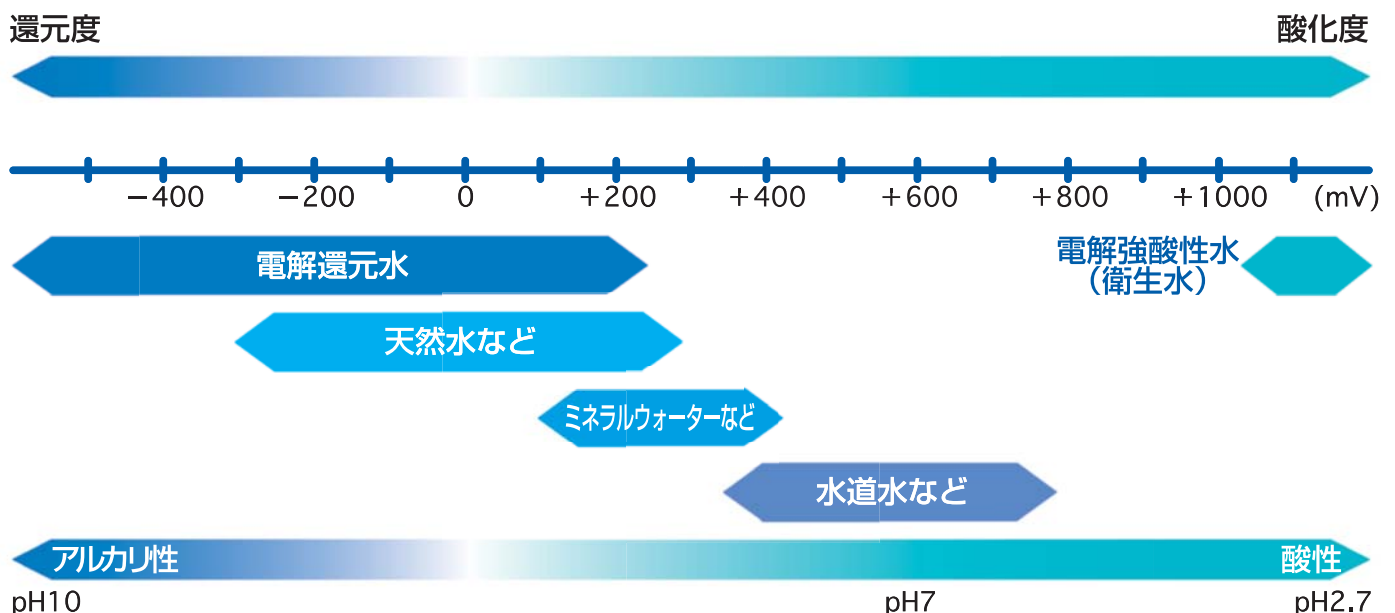 還元度 酸化度
−400 −200 0 +200 +400 +600 +800 +1000 (mV)
電解還元水
電解強酸性水
（衛生水）
天然水など
ミネラルウォーターなど
水道水など
アルカリ性 酸性
pH10 pH7 pH2.7